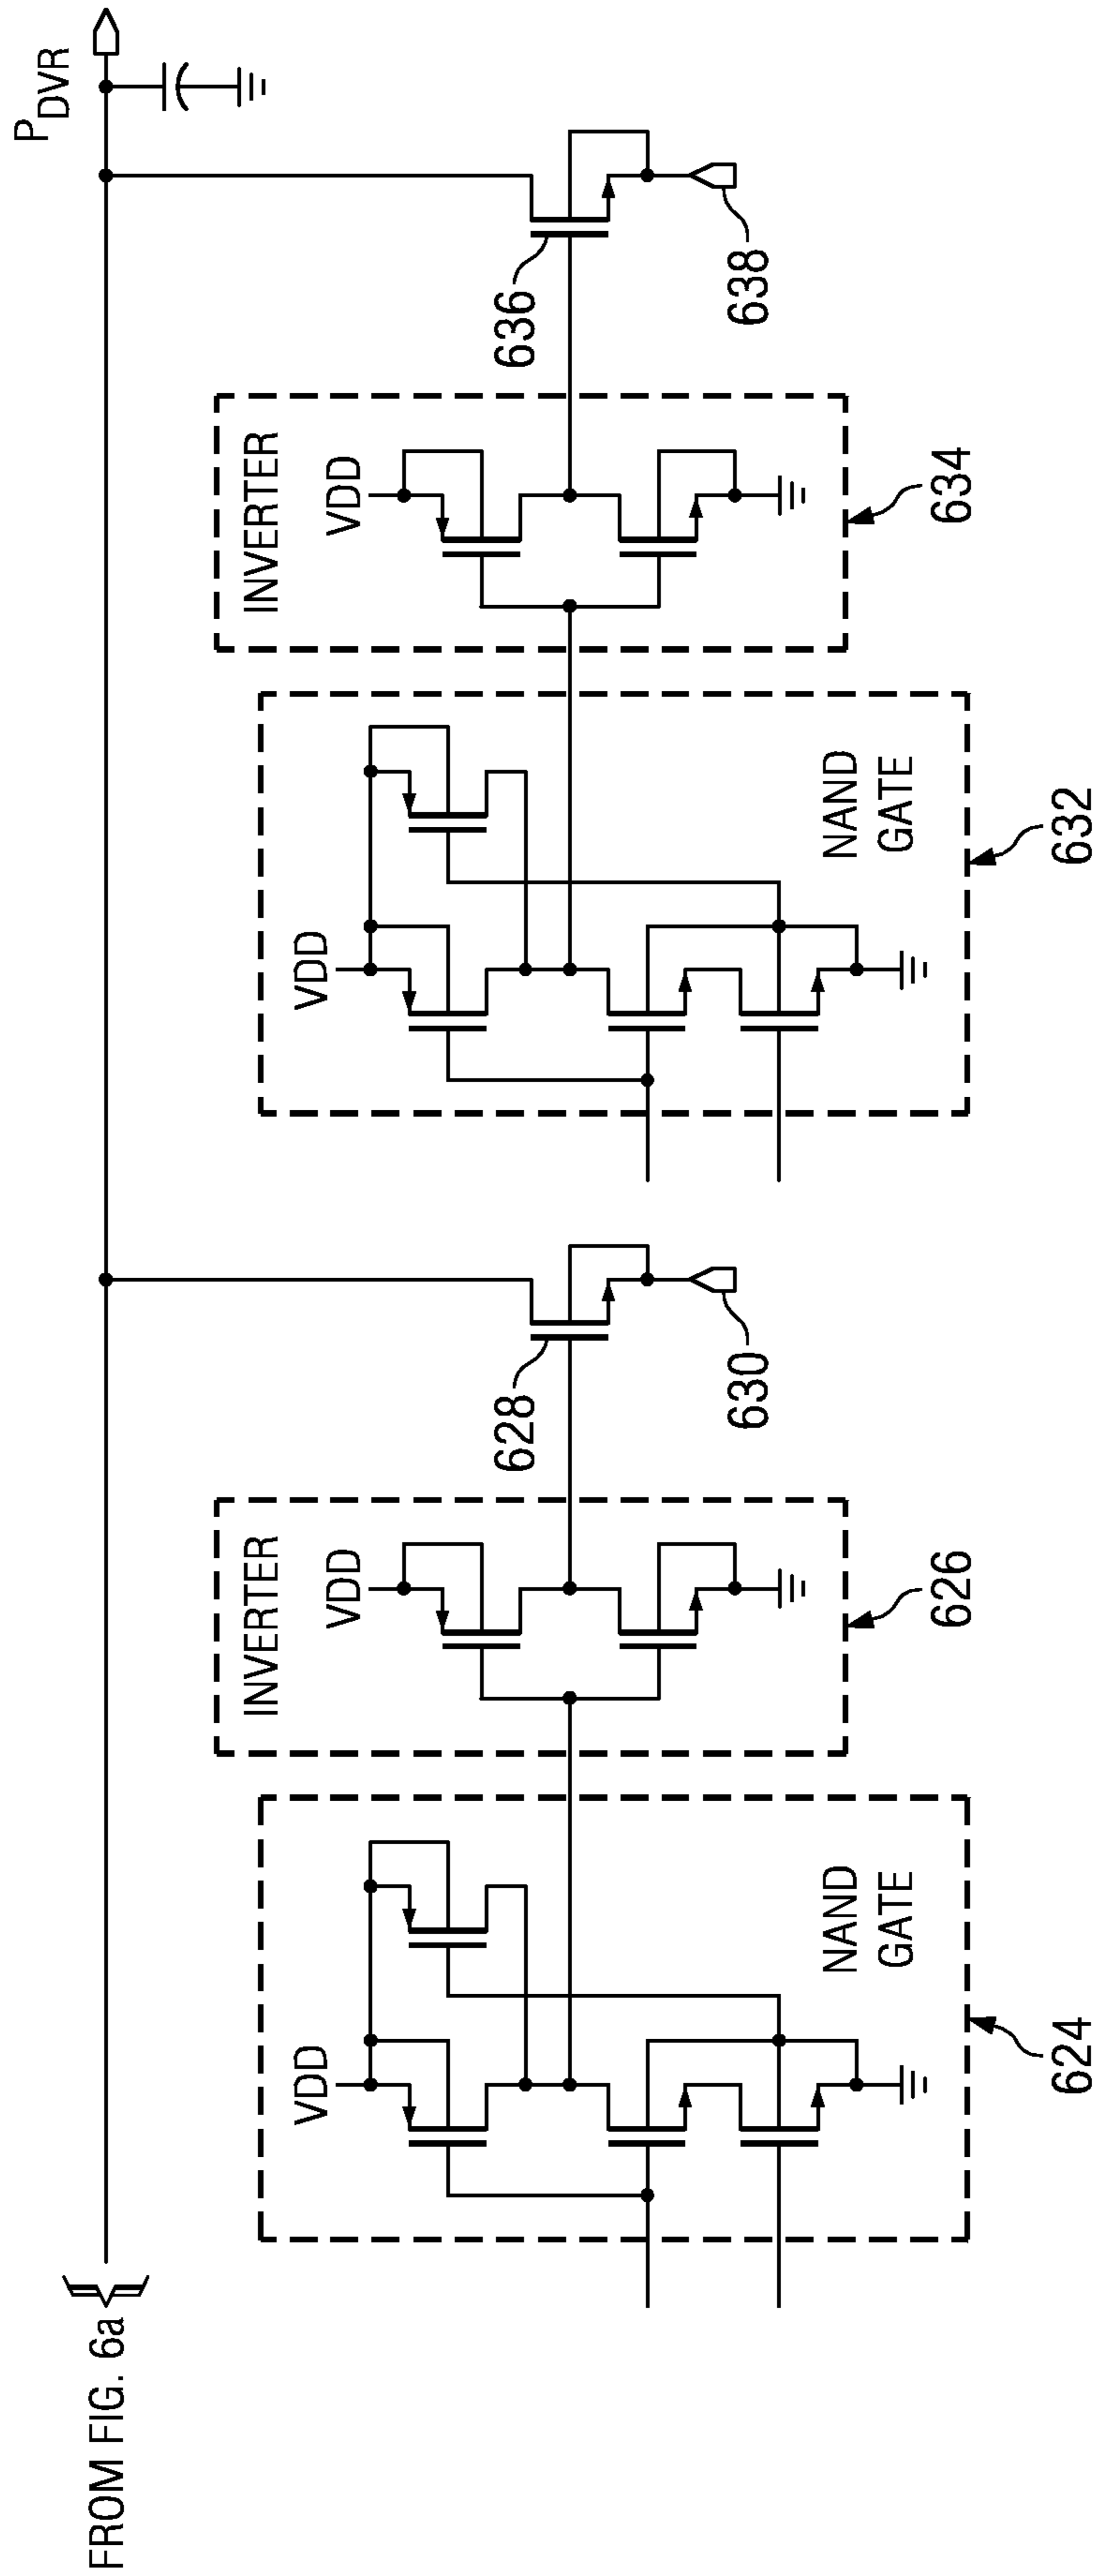 FROM FIG. 6a
P DVR
VDD
NAND
GATE
624
INVERTER
VDD
626
628
630
VDD
NAND
GATE
632
INVERTER
VDD
634
636
638